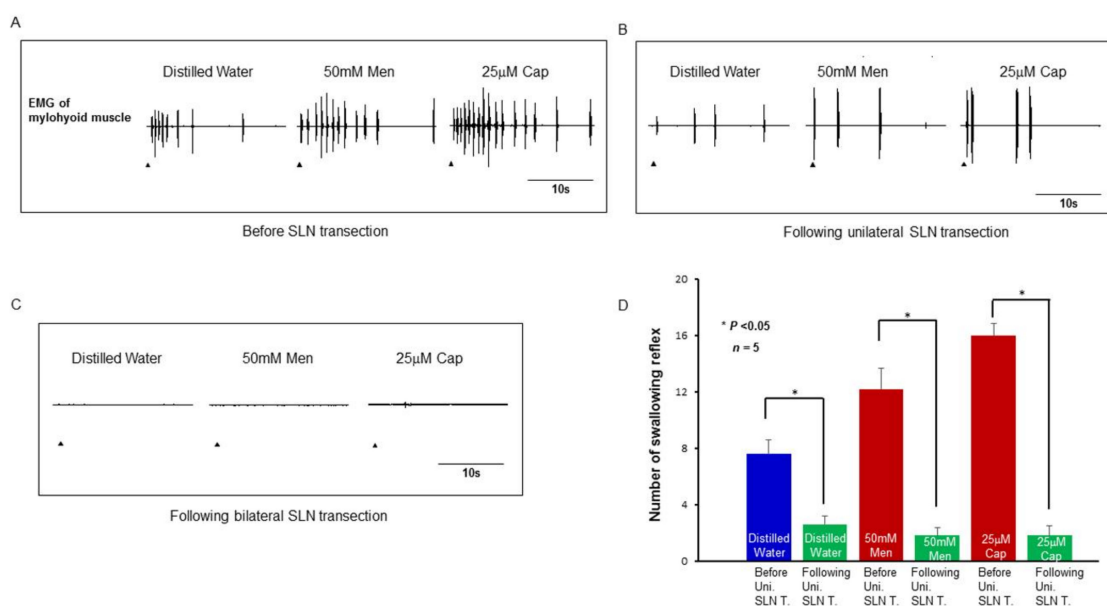 A
Distilled Water 50mM Men 25μM Cap
EMG of
mylohyoid muscle
10s
Before SLN transection
B
Distilled Water 50mM Men 25μM Cap
10s
Following unilateral SLN transection
C
Distilled Water 50mM Men 25μM Cap
10s
Following bilateral SLN transection
D
Number of swallowing reflex
20
16
12
8
4
0
* P <0.05
n = 5
*
*
*
Distilled
Water
Distilled
Water
50mM
Men
50mM
Men
25μM
Cap
25μM
Cap
Before
Uni.
SLN T.
Following
Uni.
SLN T.
Before
Uni.
SLN T.
Following
Uni.
SLN T.
Before
Uni.
SLN T.
Following
Uni.
SLN T.